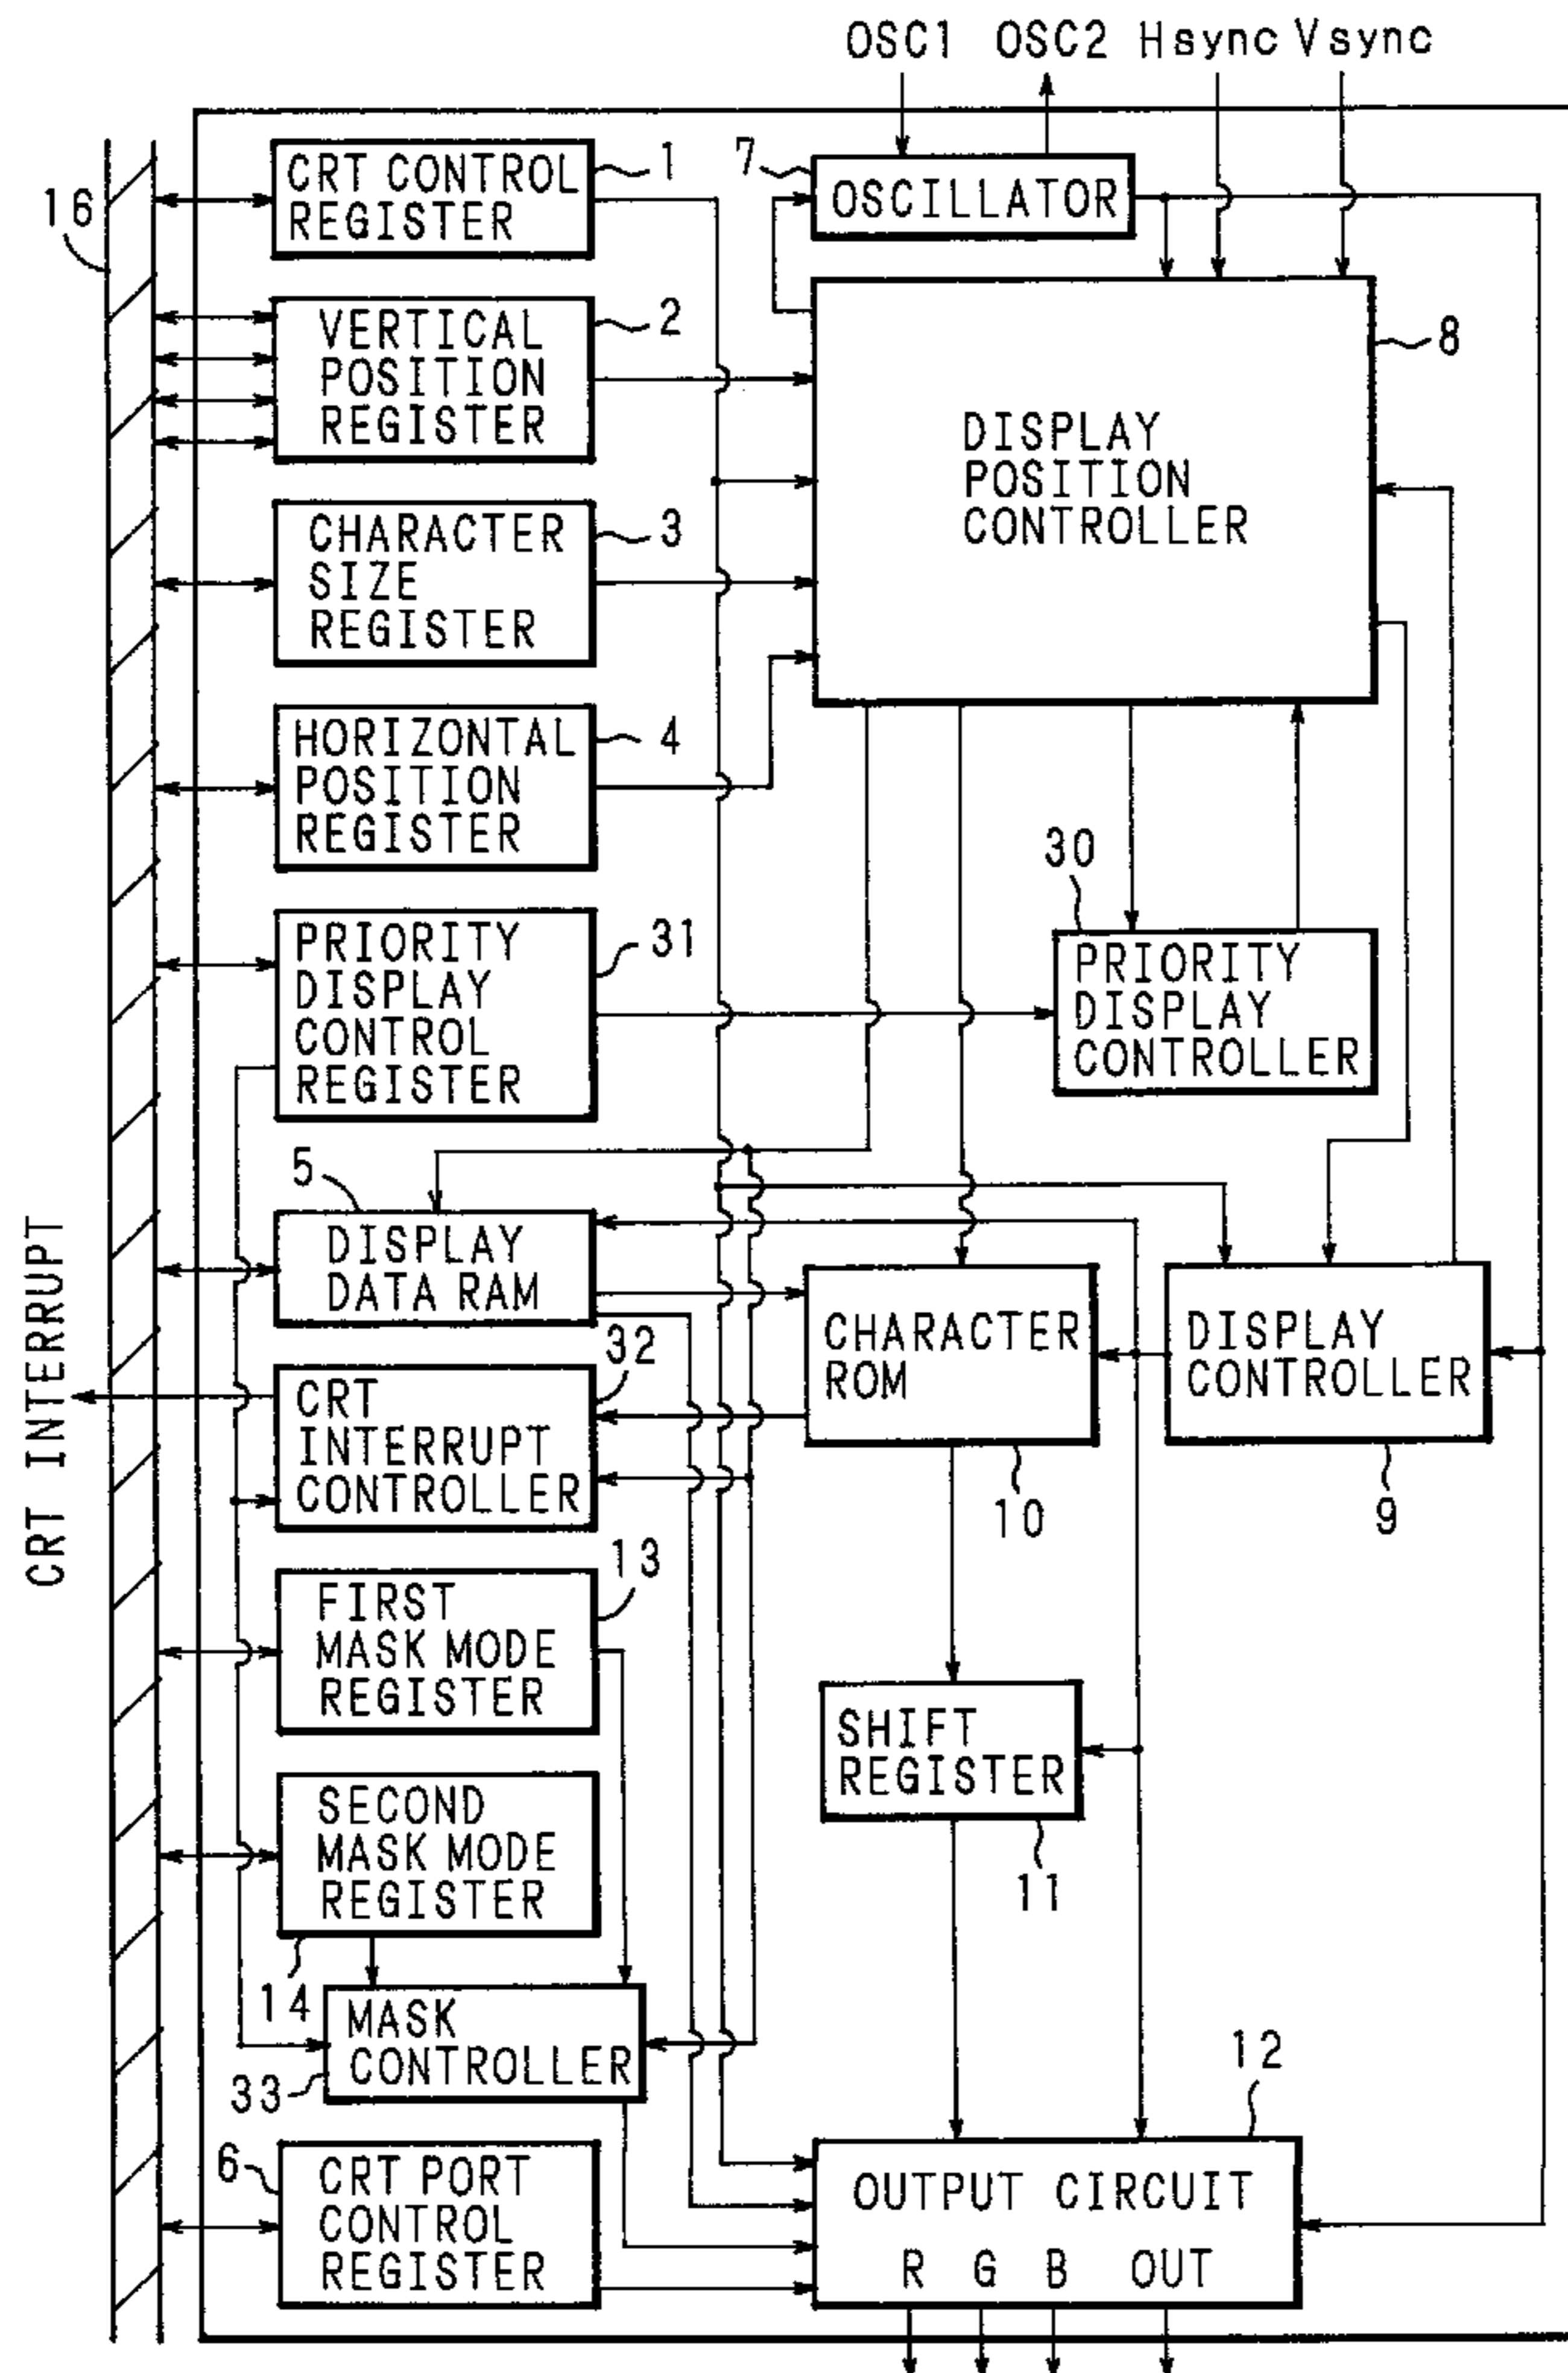 OSC1 OSC2 Hsync Vsync
16
CRT CONTROL
REGISTER
1
7
OSCILLATOR
VERTICAL
POSITION
REGISTER
2
DISPLAY
POSITION
CONTROLLER
8
CHARACTER
SIZE
REGISTER
3
HORIZONTAL
POSITION
REGISTER
4
PRIORITY
DISPLAY
CONTROL
REGISTER
31
30
PRIORITY
DISPLAY
CONTROLLER
5
DISPLAY
DATA RAM
CRT INTERRUPT
32
CRT
INTERRUPT
CONTROLLER
CHARACTER
ROM
10
DISPLAY
CONTROLLER
9
13
FIRST
MASK MODE
REGISTER
SHIFT
REGISTER
11
SECOND
MASK MODE
REGISTER
14
MASK
CONTROLLER
33
12
6
CRT PORT
CONTROL
REGISTER
OUTPUT CIRCUIT
R G B OUT